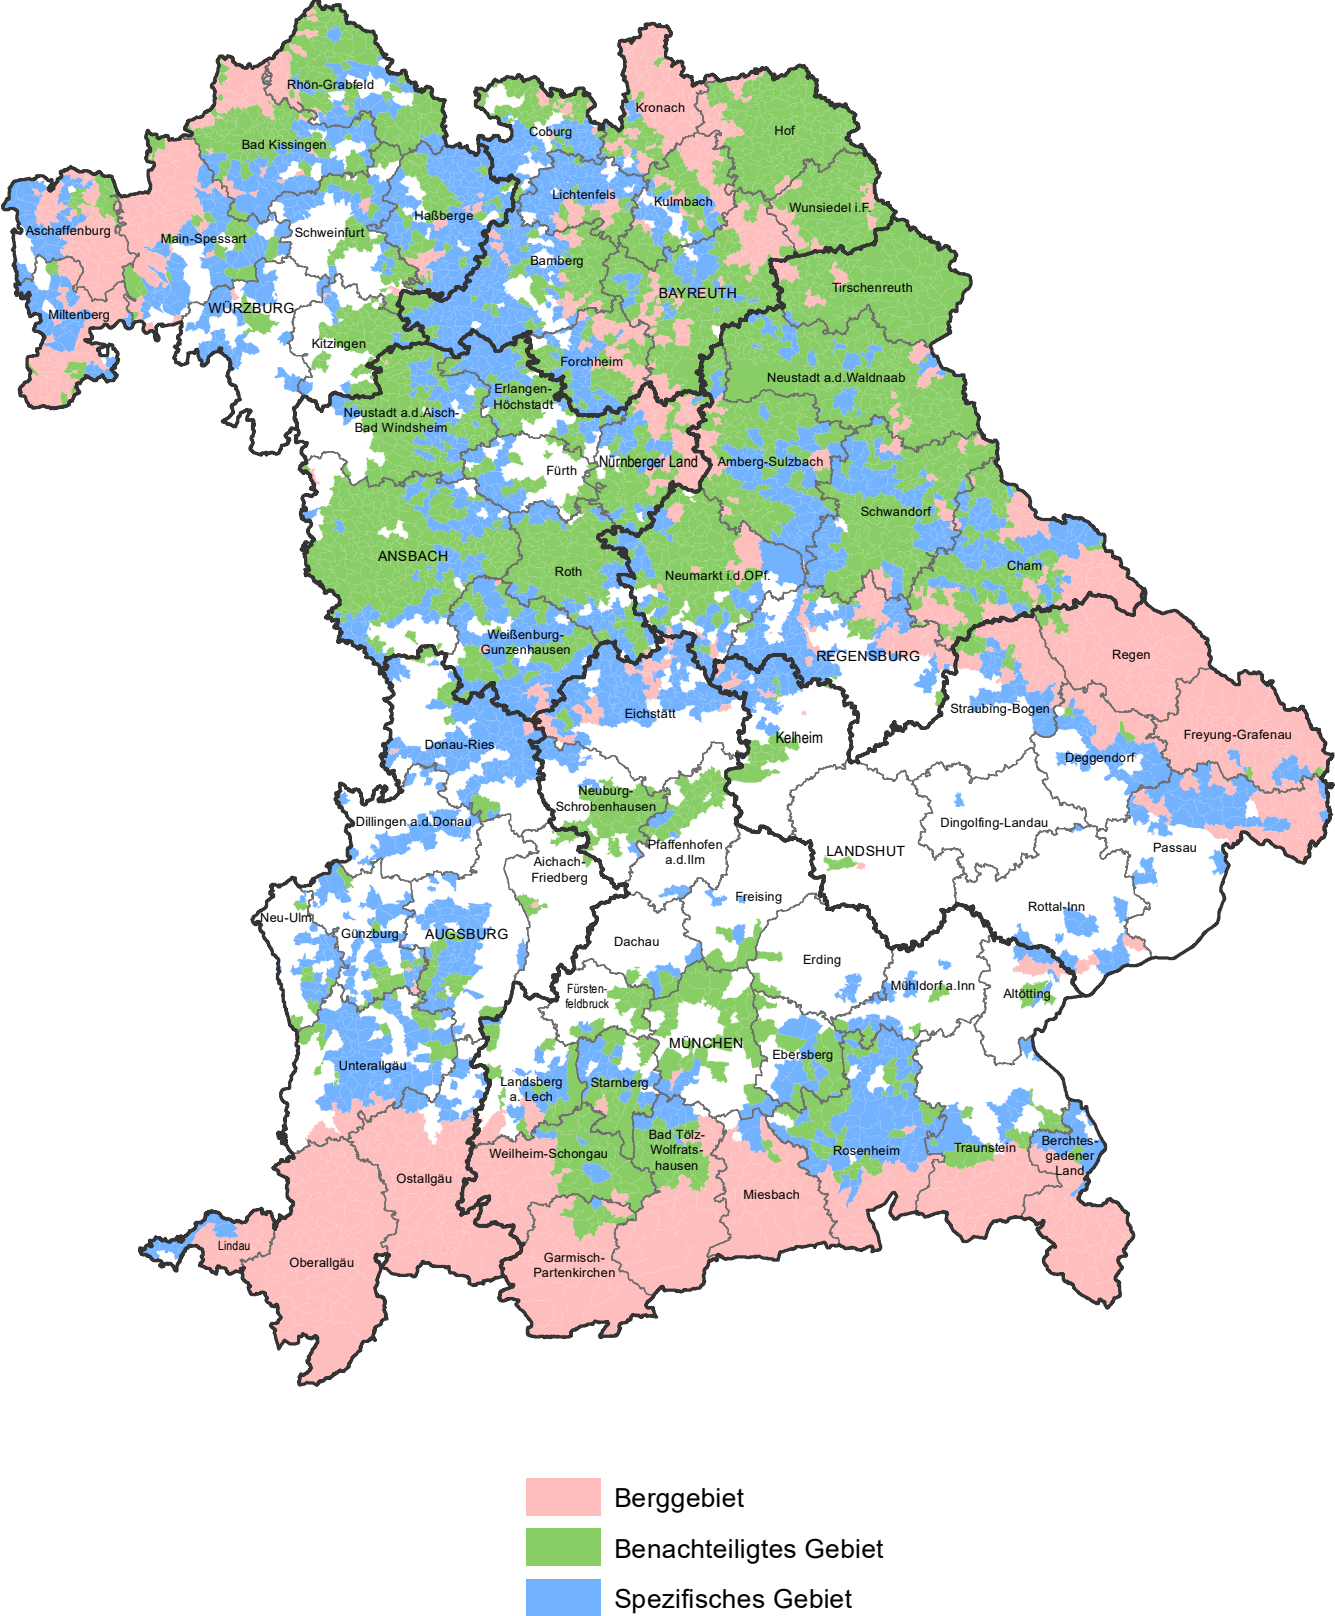 Rhön-Grabfeld
Kronach
Hof
Coburg
Bad Kissingen
Lichtenfels
Kulmbach
Wunsiedel i.F.
Haßberge
Aschaffenburg
Main-Spessart
Schweinfurt
Bamberg
Tirschenreuth
BAYREUTH
WÜRZBURG
Miltenberg
Kitzingen
Forchheim
Neustadt a.d.Waldnaab
Erlangen-
Höchstadt
Neustadt a.d.Aisch-
Bad Windsheim
Fürth
Nürnberger Land
Amberg-Sulzbach
Schwandorf
ANSBACH
Roth
Neumarkt i.d.OPf.
Cham
Weißenburg-
Gunzenhausen
REGENSBURG
Regen
Straubing-Bogen
Eichstätt
Freyung-Grafenau
Kelheim
Donau-Ries
Deggendorf
Neuburg-
Schrobenhausen
Dillingen a.d.Donau
Dingolfing-Landau
Pfaffenhofen
a.d.Ilm
LANDSHUT
Passau
Aichach-
Friedberg
Freising
Rottal-Inn
Neu-Ulm
Günzburg
AUGSBURG
Dachau
Erding
Mühldorf a.Inn
Altötting
Fürsten-
feldbruck
MÜNCHEN
Ebersberg
Unterallgäu
Landsberg
a. Lech
Starnberg
Weilheim-Schongau
Bad Tölz-
Wolfrats-
hausen
Rosenheim
Traunstein
Berchtes-
gadener
Land
Ostallgäu
Miesbach
Lindau
Oberallgäu
Garmisch-
Partenkirchen
Berggebiet
Benachteiligtes Gebiet
Spezifisches Gebiet